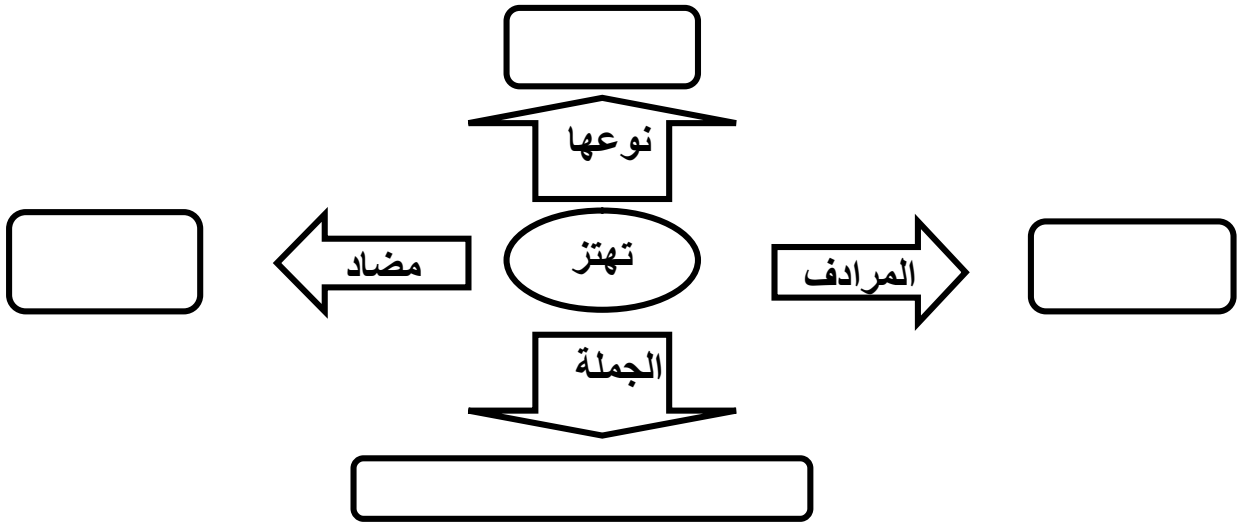 نوعها
المرادف
تهتز
مضاد
الجملة